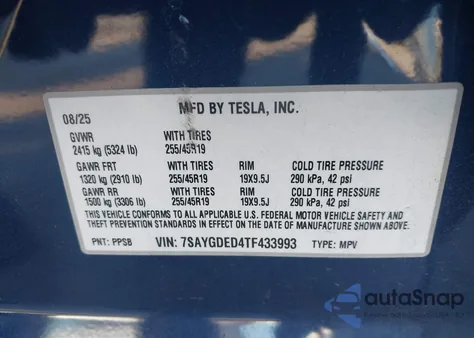 MFD BY TESLA, INC.
08/25
GVWR WITH TIRES
2415 kg (5324 lb) 255/45R19
GAWR FRT WITH TIRES RIM COLD TIRE PRESSURE
1320 kg (2910 lb) 255/45R19 19X9.5J 290 kPa, 42 psi
GAWR RR WITH TIRES RIM COLD TIRE PRESSURE
1500 kg (3306 lb) 255/45R19 19X9.5J 290 kPa, 42 psi
THIS VEHICLE CONFORMS TO ALL APPLICABLE U.S. FEDERAL MOTOR VEHICLE SAFETY AND
THEFT PREVENTION STANDARDS IN EFFECT ON THE DATE OF MANUFACTURE SHOWN ABOVE.
PNT: PPSB VIN: 7SAYGDED4TF433993 TYPE: MPV
autoSnap